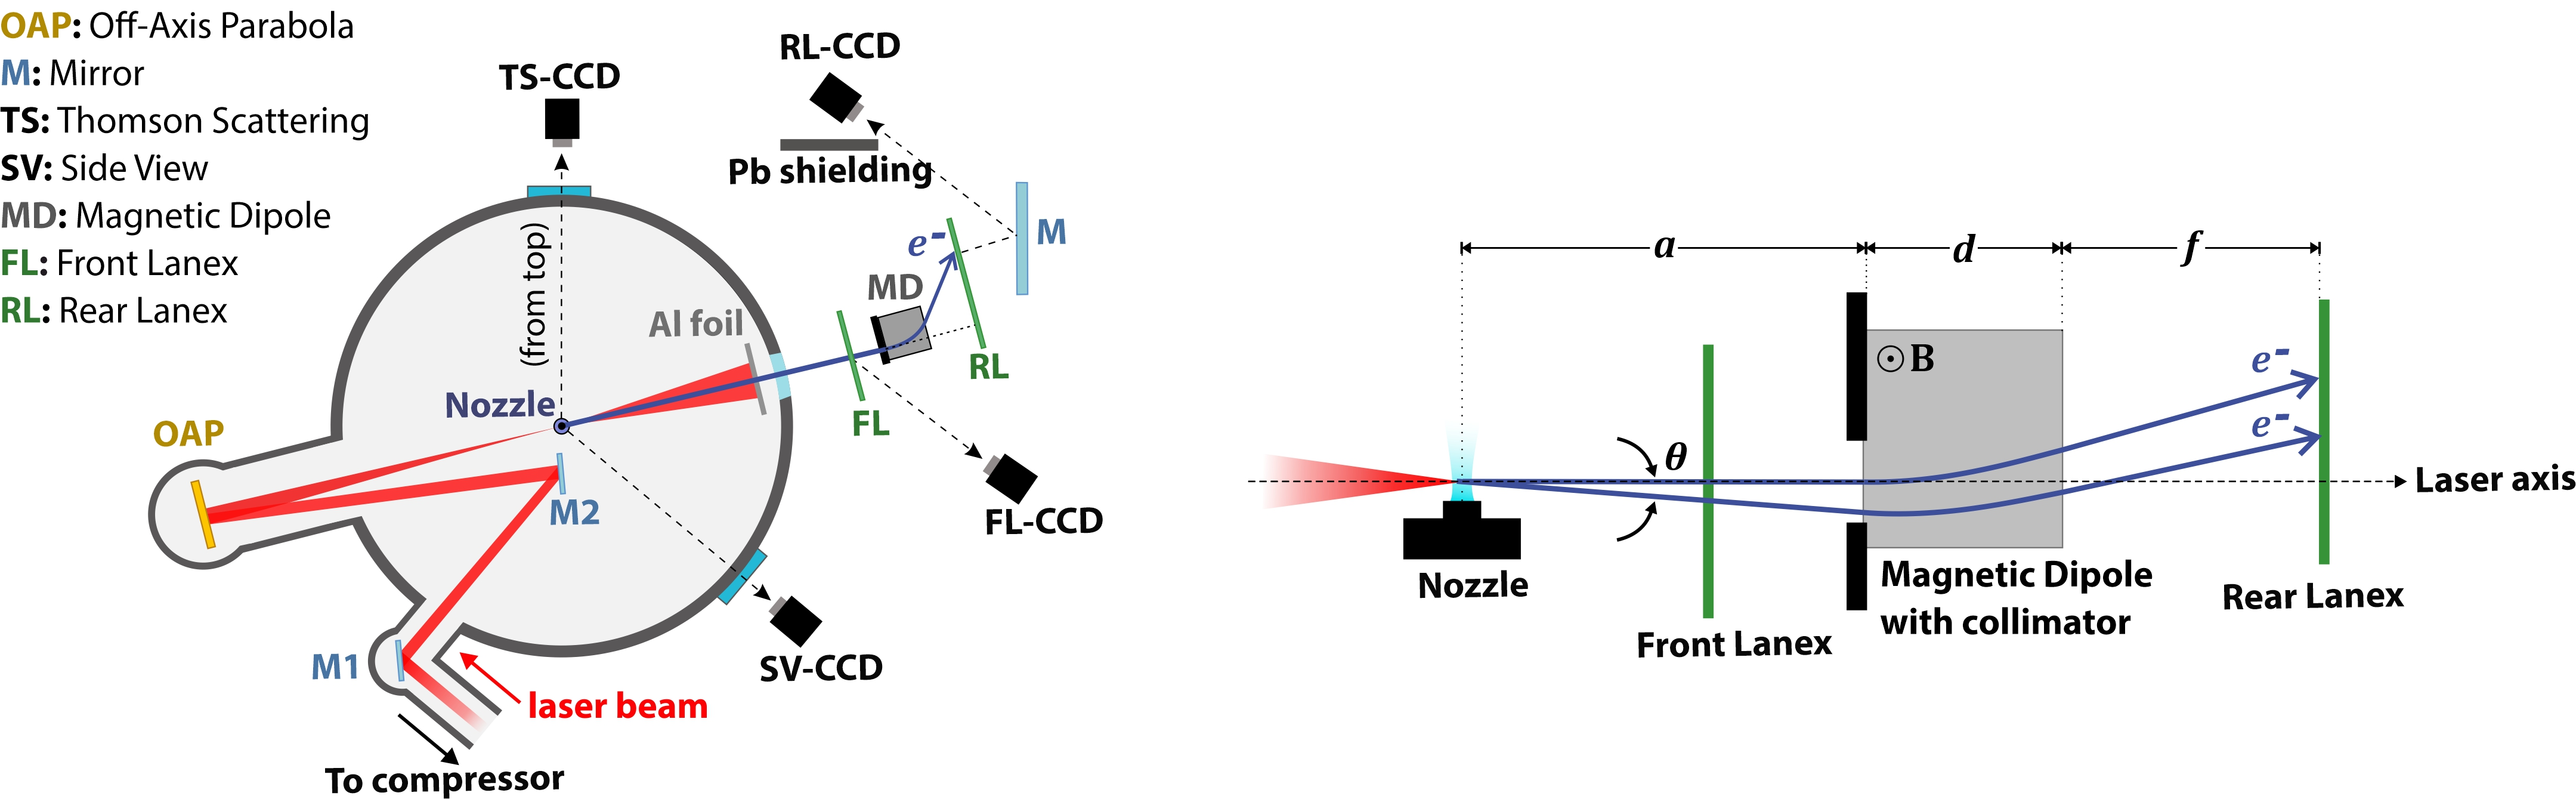 OAP: Off-Axis Parabola
M: Mirror
TS: Thomson Scattering
SV: Side View
MD: Magnetic Dipole
FL: Front Lanex
RL: Rear Lanex
TS-CCD
RL-CCD
Pb shielding
(from top)
M
e-
MD
Al foil
RL
Nozzle
FL
OAP
M2
FL-CCD
SV-CCD
M1
laser beam
To compressor
a
d
f
B
e-
e-
θ
Laser axis
Nozzle
Magnetic Dipole
with collimator
Rear Lanex
Front Lanex